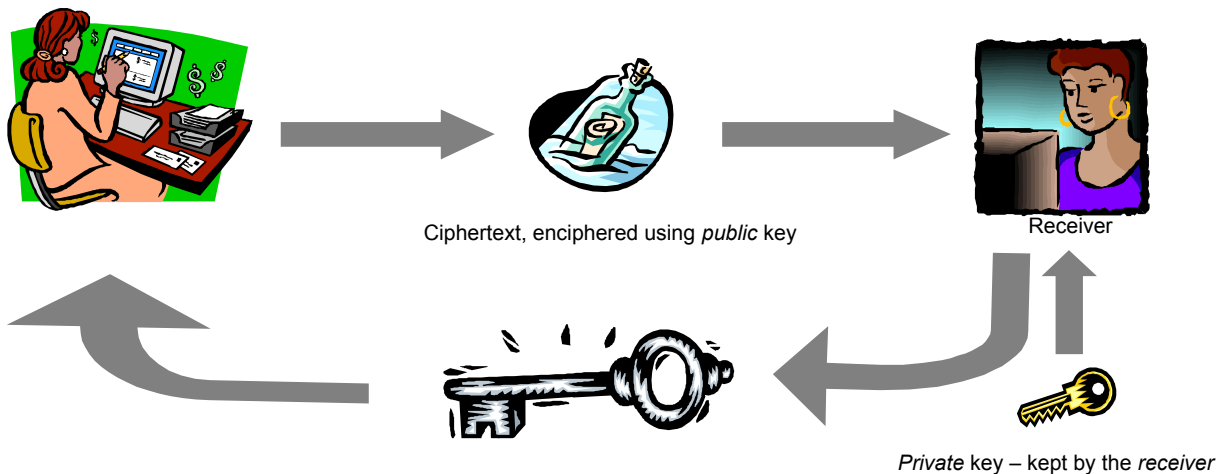 Ciphertext, enciphered using public key
Receiver
Private key – kept by the receiver